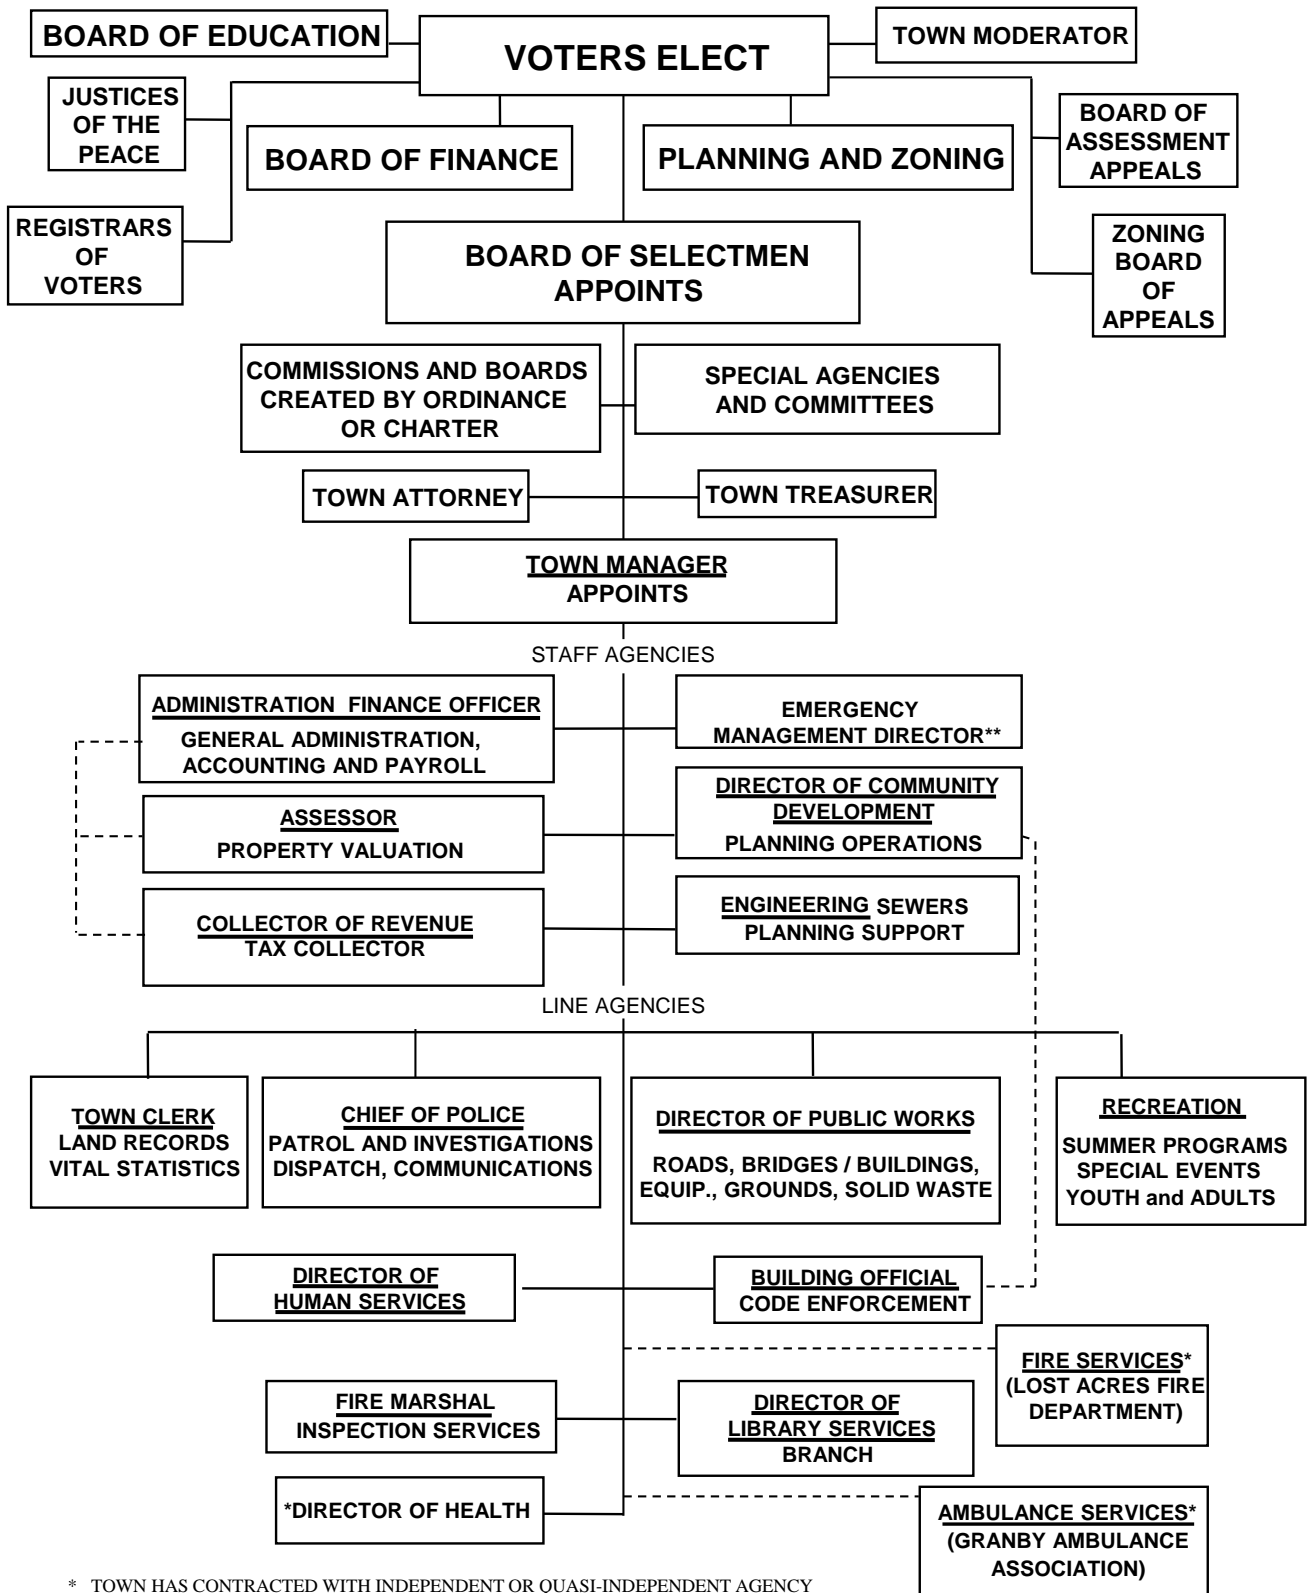 BOARD OF EDUCATION
VOTERS ELECT
TOWN MODERATOR
JUSTICES
OF THE
PEACE
BOARD OF FINANCE
PLANNING AND ZONING
BOARD OF
ASSESSMENT
APPEALS
REGISTRARS
OF
VOTERS
BOARD OF SELECTMEN
APPOINTS
ZONING
BOARD
OF
APPEALS
COMMISSIONS AND BOARDS
CREATED BY ORDINANCE
OR CHARTER
SPECIAL AGENCIES
AND COMMITTEES
TOWN ATTORNEY
TOWN TREASURER
TOWN MANAGER
APPOINTS
STAFF AGENCIES
ADMINISTRATION FINANCE OFFICER
GENERAL ADMINISTRATION,
ACCOUNTING AND PAYROLL
EMERGENCY
MANAGEMENT DIRECTOR**
ASSESSOR
PROPERTY VALUATION
DIRECTOR OF COMMUNITY
DEVELOPMENT
PLANNING OPERATIONS
COLLECTOR OF REVENUE
TAX COLLECTOR
ENGINEERING SEWERS
PLANNING SUPPORT
LINE AGENCIES
TOWN CLERK
LAND RECORDS
VITAL STATISTICS
CHIEF OF POLICE
PATROL AND INVESTIGATIONS
DISPATCH, COMMUNICATIONS
DIRECTOR OF PUBLIC WORKS
ROADS, BRIDGES / BUILDINGS,
EQUIP., GROUNDS, SOLID WASTE
RECREATION
SUMMER PROGRAMS
SPECIAL EVENTS
YOUTH and ADULTS
DIRECTOR OF
HUMAN SERVICES
BUILDING OFFICIAL
CODE ENFORCEMENT
FIRE SERVICES*
(LOST ACRES FIRE
DEPARTMENT)
FIRE MARSHAL
INSPECTION SERVICES
DIRECTOR OF
LIBRARY SERVICES
BRANCH
*DIRECTOR OF HEALTH
AMBULANCE SERVICES*
(GRANBY AMBULANCE
ASSOCIATION)
* TOWN HAS CONTRACTED WITH INDEPENDENT OR QUASI-INDEPENDENT AGENCY